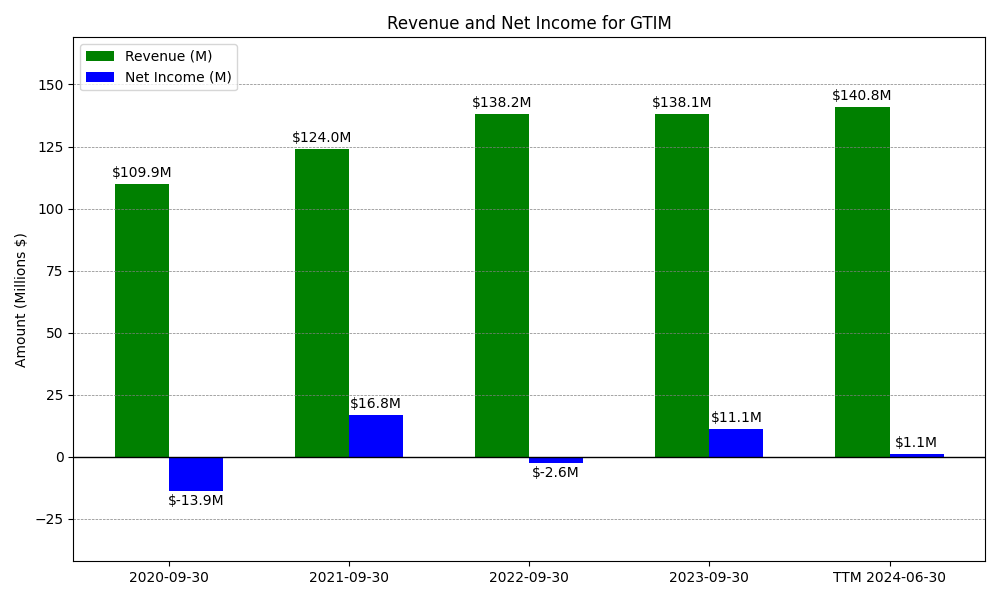 Revenue and Net Income for GTIM
Revenue (M)
Net Income (M)
Amount (Millions $)
150
125
100
75
50
25
0
−25
$109.9M
$124.0M
$138.2M
$138.1M
$140.8M
$-13.9M
$16.8M
$-2.6M
$11.1M
$1.1M
2020-09-30
2021-09-30
2022-09-30
2023-09-30
TTM 2024-06-30